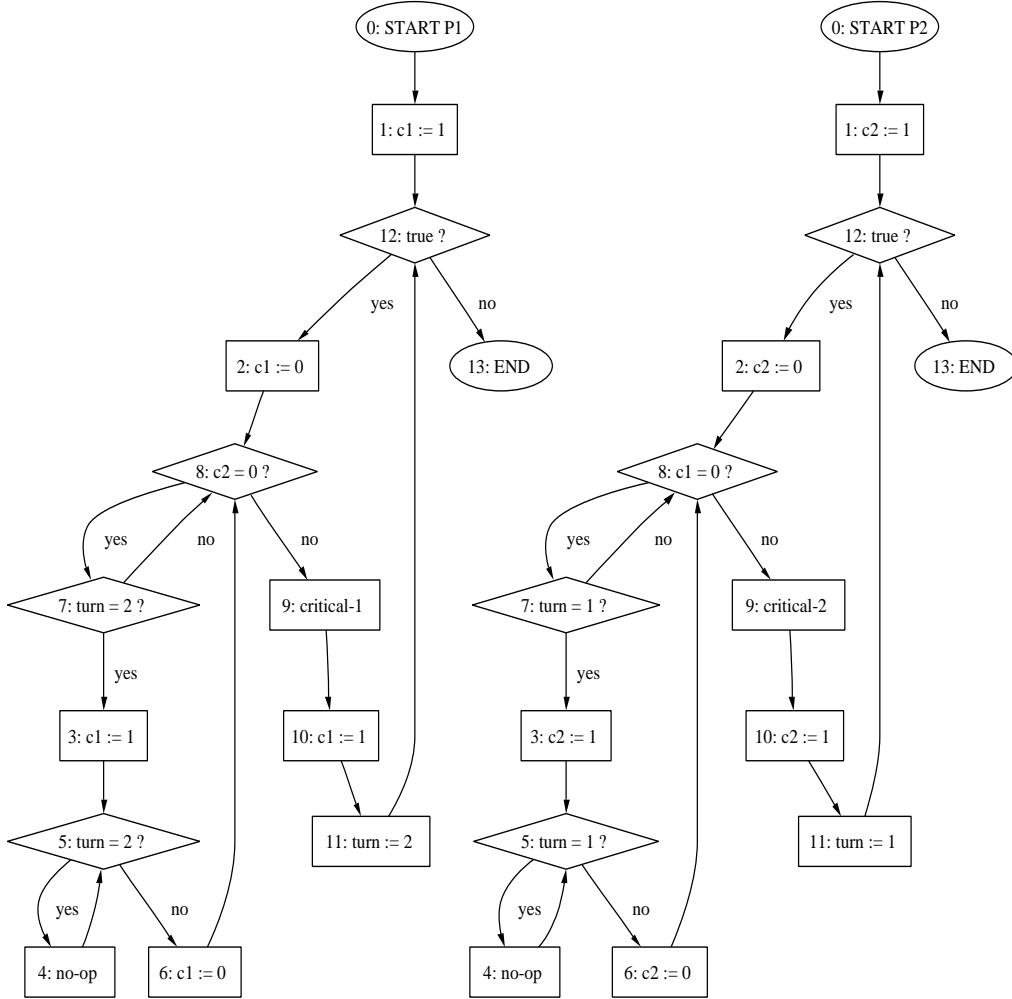 0: START P1
0: START P2
1: c1 := 1
1: c2 := 1
12: true ?
12: true ?
yes
no
yes
no
2: c1 := 0
13: END
2: c2 := 0
13: END
8: c2 = 0 ?
8: c1 = 0 ?
yes
no
no
yes
no
no
7: turn = 2 ?
9: critical-1
7: turn = 1 ?
9: critical-2
yes
yes
3: c1 := 1
10: c1 := 1
3: c2 := 1
10: c2 := 1
5: turn = 2 ?
11: turn := 2
5: turn = 1 ?
11: turn := 1
yes
no
yes
no
4: no-op
6: c1 := 0
4: no-op
6: c2 := 0